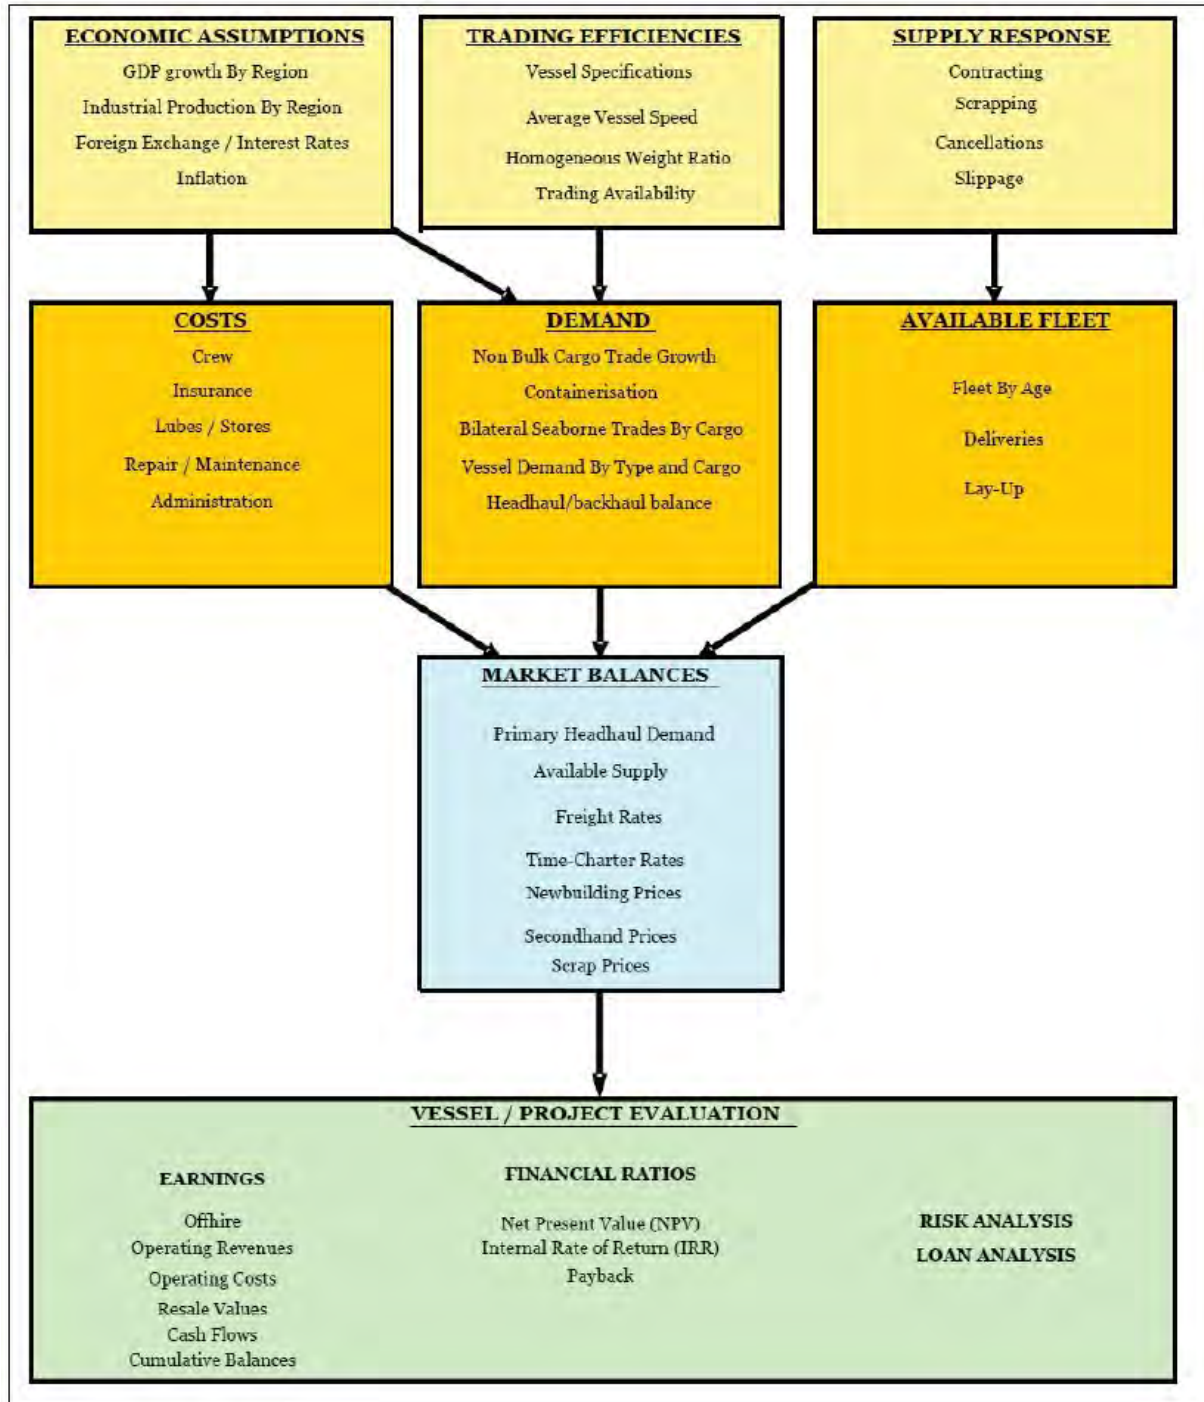 ECONOMIC ASSUMPTIONS
GDP growth By Region
Industrial Production By Region
Foreign Exchange / Interest Rates
Inflation
TRADING EFFICIENCIES
Vessel Specifications
Average Vessel Speed
Homogeneous Weight Ratio
Trading Availability
SUPPLY RESPONSE
Contracting
Scrapping
Cancellations
Slippage
COSTS
Crew
Insurance
Lubes / Stores
Repair / Maintenance
Administration
DEMAND
Non Bulk Cargo Trade Growth
Containerisation
Bilateral Seaborne Trades By Cargo
Vessel Demand By Type and Cargo
Headhaul/backhaul balance
AVAILABLE FLEET
Fleet By Age
Deliveries
Lay-Up
MARKET BALANCES
Primary Headhaul Demand
Available Supply
Freight Rates
Time-Charter Rates
Newbuilding Prices
Secondhand Prices
Scrap Prices
VESSEL / PROJECT EVALUATION
EARNINGS
Offhire
Operating Revenues
Operating Costs
Resale Values
Cash Flows
Cumulative Balances
FINANCIAL RATIOS
Net Present Value (NPV)
Internal Rate of Return (IRR)
Payback
RISK ANALYSIS
LOAN ANALYSIS